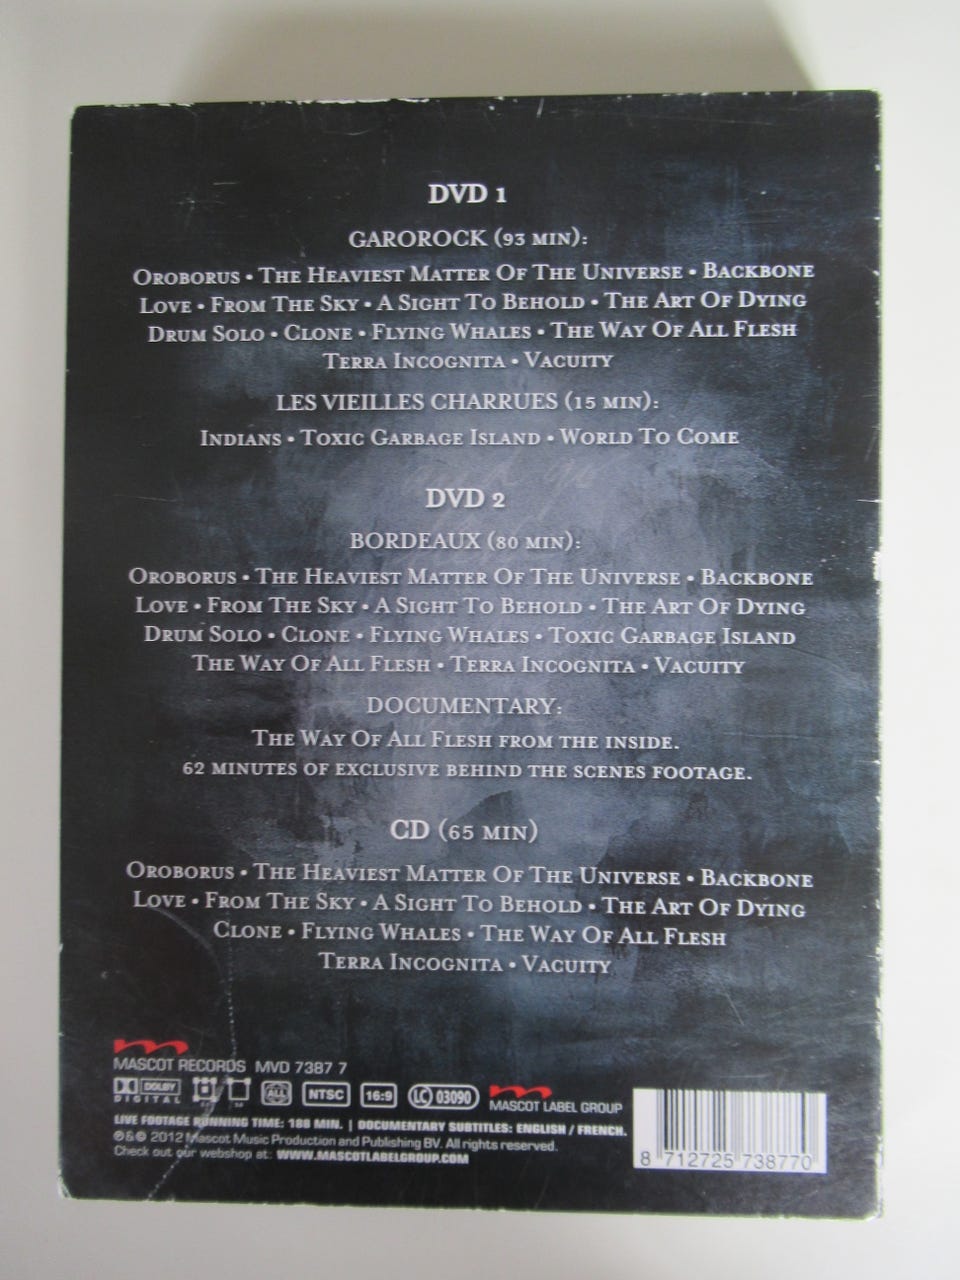 DVD 1
GAROROCK (93 MIN):
OROBORUS • THE HEAVIEST MATTER OF THE UNIVERSE • BACKBONE
LOVE • FROM THE SKY • A SIGHT TO BEHOLD • THE ART OF DYING
DRUM SOLO • CLONE • FLYING WHALES • THE WAY OF ALL FLESH
TERRA INCOGNITA • VACUITY
LES VIEILLES CHARRUES (15 MIN):
INDIANS • TOXIC GARBAGE ISLAND • WORLD TO COME
DVD 2
BORDEAUX (80 MIN):
OROBORUS • THE HEAVIEST MATTER OF THE UNIVERSE • BACKBONE
LOVE • FROM THE SKY • A SIGHT TO BEHOLD • THE ART OF DYING
DRUM SOLO • CLONE • FLYING WHALES • TOXIC GARBAGE ISLAND
THE WAY OF ALL FLESH • TERRA INCOGNITA • VACUITY
DOCUMENTARY:
THE WAY OF ALL FLESH FROM THE INSIDE.
62 MINUTES OF EXCLUSIVE BEHIND THE SCENES FOOTAGE.
CD (65 MIN)
OROBORUS • THE HEAVIEST MATTER OF THE UNIVERSE • BACKBONE
LOVE • FROM THE SKY • A SIGHT TO BEHOLD • THE ART OF DYING
CLONE • FLYING WHALES • THE WAY OF ALL FLESH
TERRA INCOGNITA • VACUITY
MASCOT RECORDS MVD 7387 7
DOLBY DIGITAL ALL NTSC 16:9 LC 03090 MASCOT LABEL GROUP
LIVE FOOTAGE RUNNING TIME: 188 MIN. | DOCUMENTARY SUBTITLES: ENGLISH / FRENCH.
℗&© 2012 Mascot Music Production and Publishing BV. All rights reserved.
Check out our webshop at: WWW.MASCOTLABELGROUP.COM
8 712725 738770